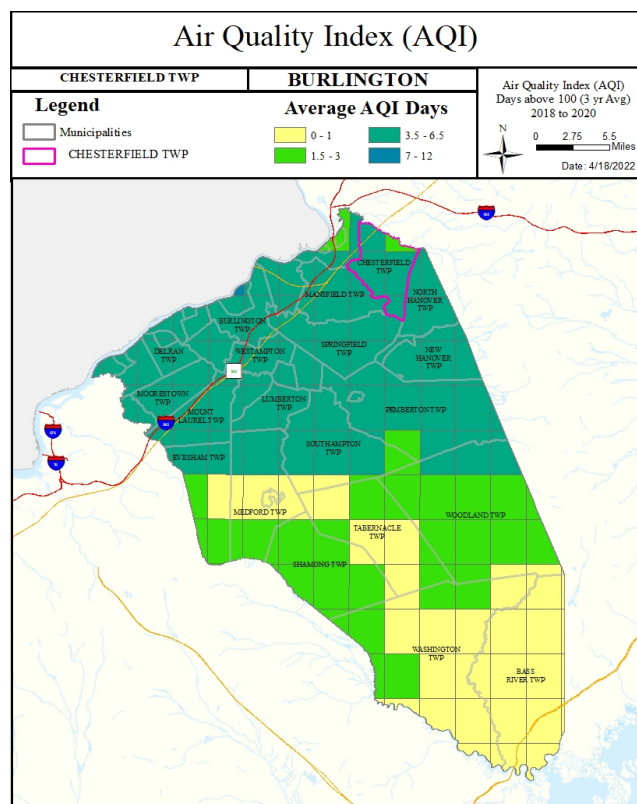 Air Quality Index (AQI)
CHESTERFIELD TWP
BURLINGTON
Legend
Municipalities
CHESTERFIELD TWP
Average AQI Days
0 - 1
3.5 - 6.5
1.5 - 3
7 - 12
Air Quality Index (AQI)
Days above 100 (3 yr Avg)
2018 to 2020
N
0 2.75 5.5
Miles
Date: 4/18/2022
CHESTERFIELD
TWP
MANSFIELD TWP
NORTH
HANOVER
TWP
BURLINGTON
TWP
DELRAN
TWP
WESTAMPTON
TWP
SPRINGFIELD
TWP
NEW
HANOVER
TWP
MOORESTOWN
TWP
LUMBERTON
TWP
MOUNT
LAUREL TWP
PEMBERTON TWP
EVESHAM TWP
SOUTHAMPTON
TWP
MEDFORD TWP
WOODLAND TWP
TABERNACLE
TWP
SHAMONG TWP
WASHINGTON
TWP
BASS
RIVER TWP